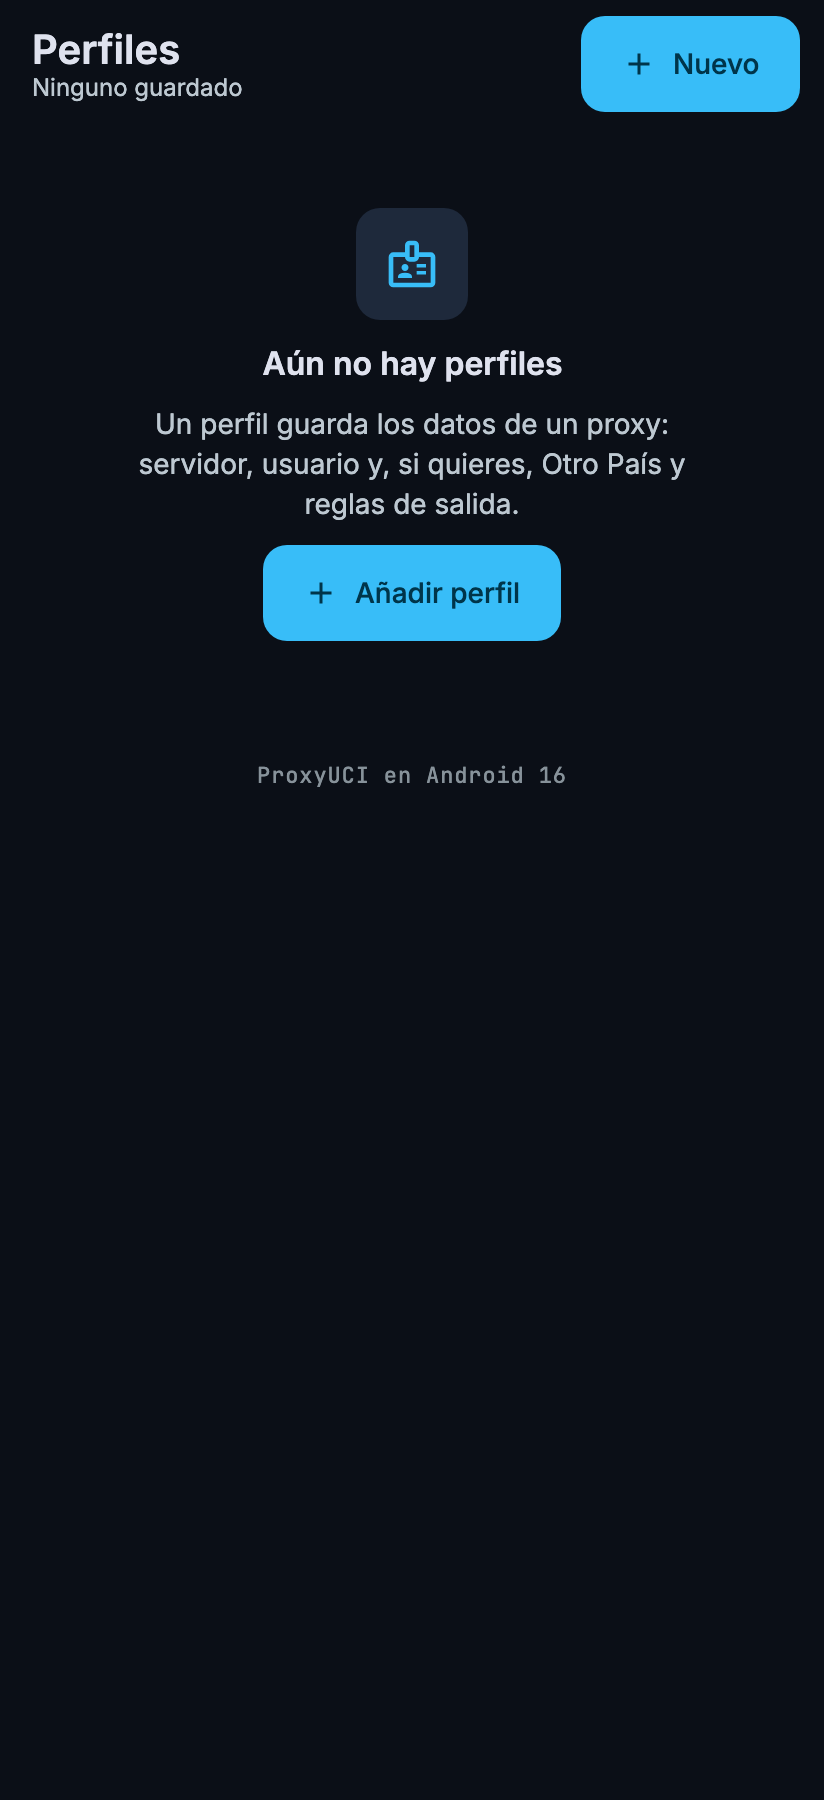 Perfiles
Ninguno guardado
+ Nuevo
Aún no hay perfiles
Un perfil guarda los datos de un proxy:
servidor, usuario y, si quieres, Otro País y
reglas de salida.
+ Añadir perfil
ProxyUCI en Android 16